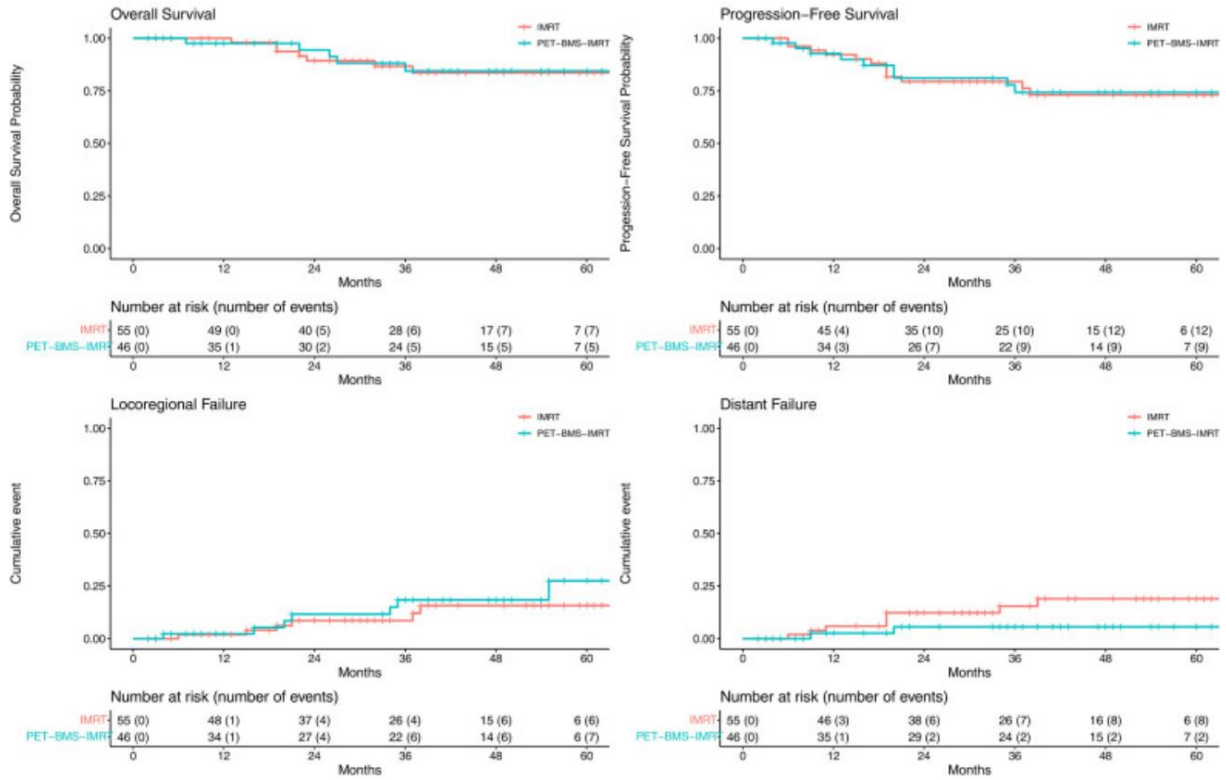 Overall Survival
IMRT
PET-BMS-IMRT
Overall Survival Probability
1.00
0.75
0.50
0.25
0.00
0 12 24 36 48 60
Months
Number at risk (number of events)
IMRT 55 (0) 49 (0) 40 (5) 28 (6) 17 (7) 7 (7)
PET-BMS-IMRT 46 (0) 35 (1) 30 (2) 24 (5) 15 (5) 7 (5)
0 12 24 36 48 60
Months
Progression-Free Survival
IMRT
PET-BMS-IMRT
Progession-Free Survival Probability
1.00
0.75
0.50
0.25
0.00
0 12 24 36 48 60
Months
Number at risk (number of events)
IMRT 55 (0) 45 (4) 35 (10) 25 (10) 15 (12) 6 (12)
PET-BMS-IMRT 46 (0) 34 (3) 26 (7) 22 (9) 14 (9) 7 (9)
0 12 24 36 48 60
Months
Locoregional Failure
IMRT
PET-BMS-IMRT
Cumulative event
1.00
0.75
0.50
0.25
0.00
0 12 24 36 48 60
Months
Number at risk (number of events)
IMRT 55 (0) 48 (1) 37 (4) 26 (4) 15 (6) 6 (6)
PET-BMS-IMRT 46 (0) 34 (1) 27 (4) 22 (6) 14 (6) 6 (7)
0 12 24 36 48 60
Months
Distant Failure
IMRT
PET-BMS-IMRT
Cumulative event
1.00
0.75
0.50
0.25
0.00
0 12 24 36 48 60
Months
Number at risk (number of events)
IMRT 55 (0) 46 (3) 38 (6) 26 (7) 16 (8) 6 (8)
PET-BMS-IMRT 46 (0) 35 (1) 29 (2) 24 (2) 15 (2) 7 (2)
0 12 24 36 48 60
Months